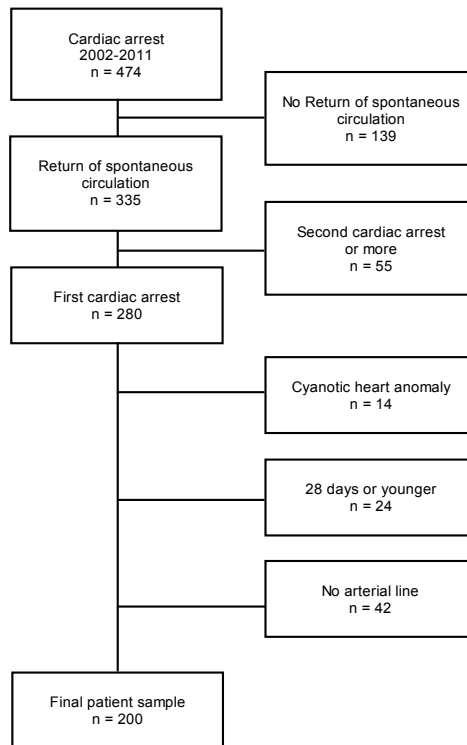 Cardiac arrest
2002-2011
n = 474
No Return of spontaneous
circulation
n = 139
Return of spontaneous
circulation
n = 335
Second cardiac arrest
or more
n = 55
First cardiac arrest
n = 280
Cyanotic heart anomaly
n = 14
28 days or younger
n = 24
No arterial line
n = 42
Final patient sample
n = 200